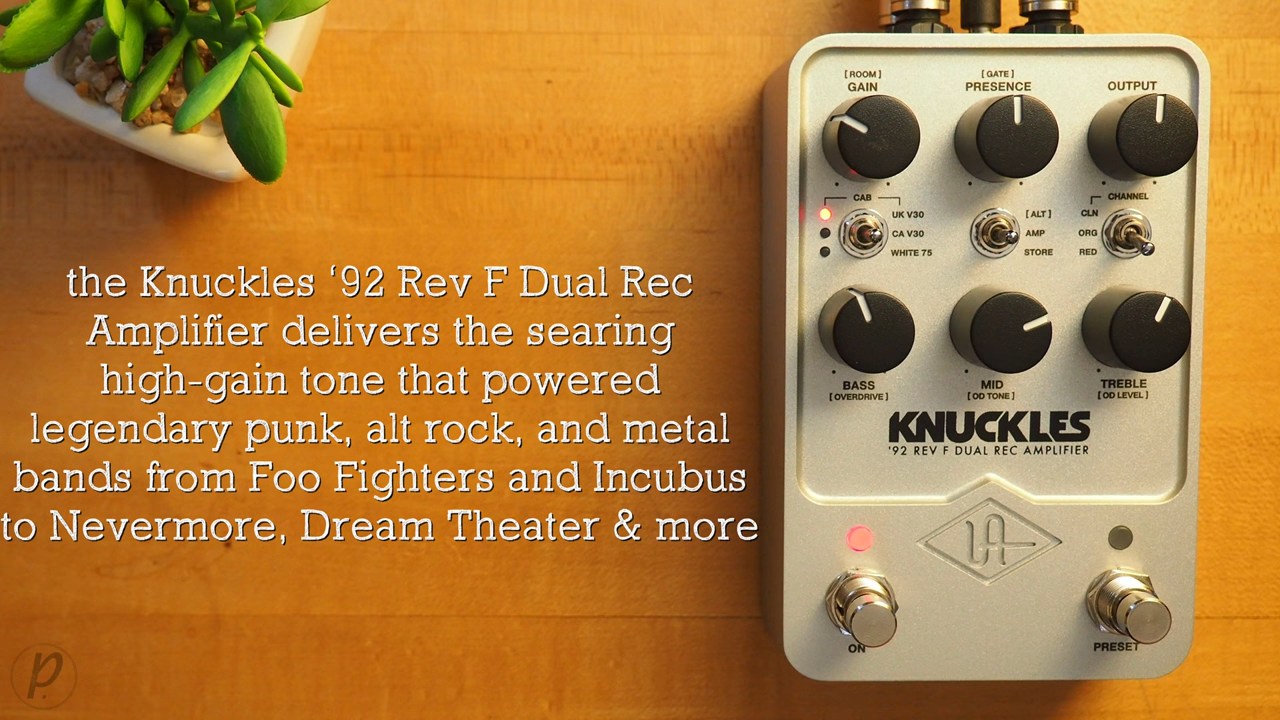 the Knuckles ‘92 Rev F Dual Rec
Amplifier delivers the searing
high-gain tone that powered
legendary punk, alt rock, and metal
bands from Foo Fighters and Incubus
to Nevermore, Dream Theater & more
p.
[ROOM] [GATE]
GAIN PRESENCE OUTPUT
CAB CHANNEL
UK V30 [ALT] CLN
CA V30 AMP ORG
WHITE 75 STORE RED
BASS MID TREBLE
[OVERDRIVE] [OD TONE] [OD LEVEL]
KNUCKLES
'92 REV F DUAL REC AMPLIFIER
UA
ON PRESET